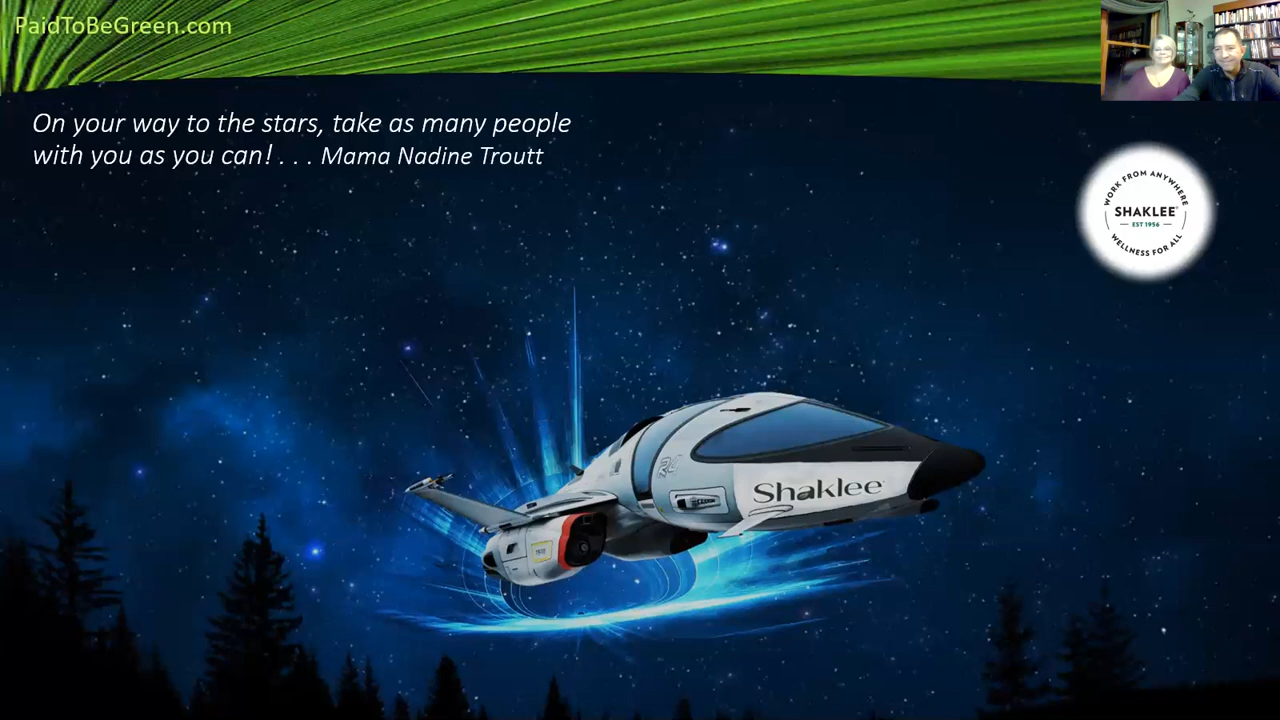 PaidToBeGreen.com
On your way to the stars, take as many people
with you as you can! . . . Mama Nadine Troutt
WORK FROM ANYWHERE
SHAKLEE®
EST 1956
WELLNESS FOR ALL
Shaklee